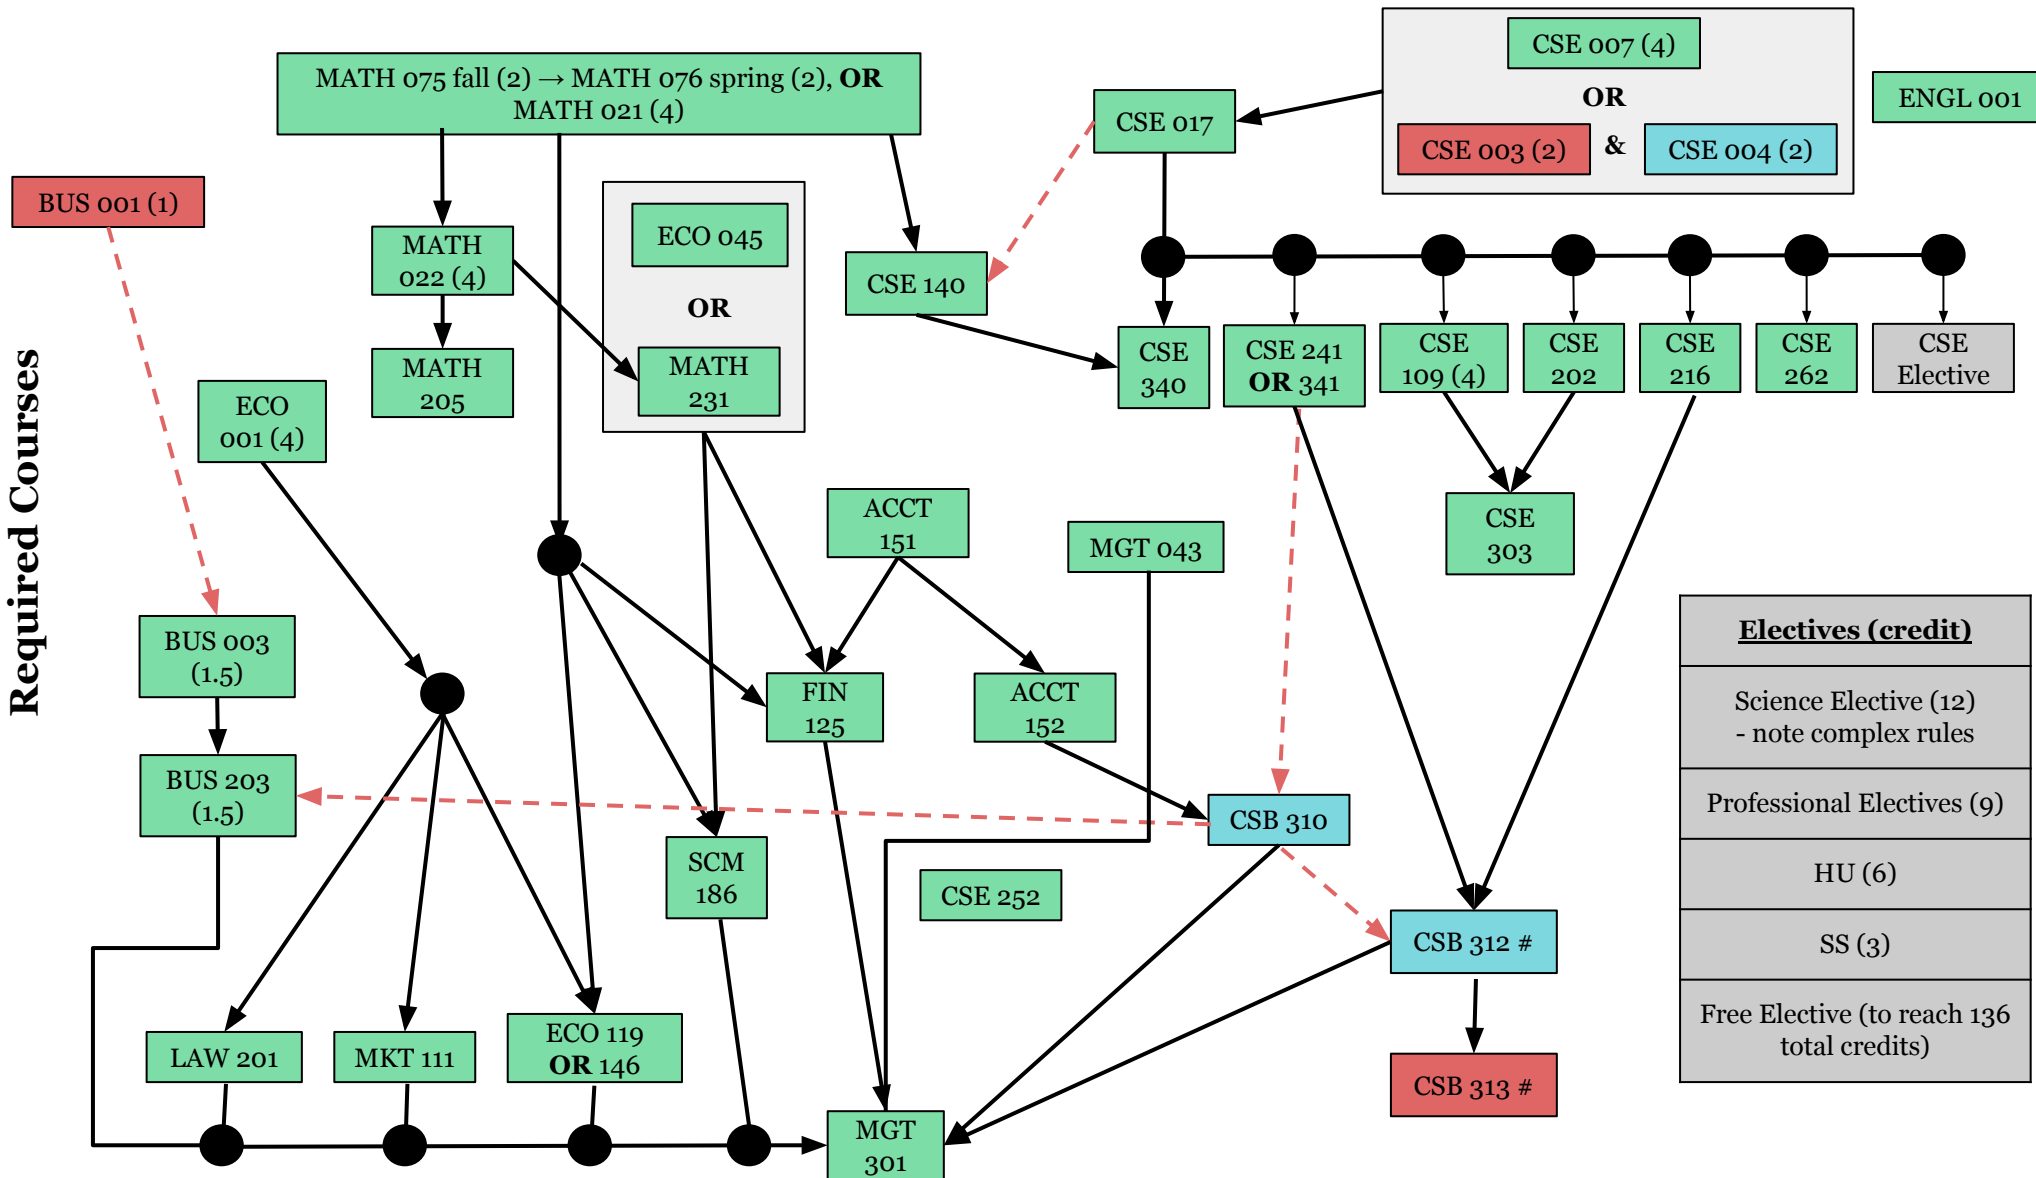 Required Courses
MATH 075 fall (2) → MATH 076 spring (2), OR
MATH 021 (4)
CSE 007 (4)
OR
CSE 003 (2)
&
CSE 004 (2)
ENGL 001
CSE 017
BUS 001 (1)
MATH
022 (4)
ECO 045
OR
MATH
231
CSE 140
MATH
205
ECO
001 (4)
CSE
340
CSE 241
OR 341
CSE
109 (4)
CSE
202
CSE
216
CSE
262
CSE
Elective
ACCT
151
MGT 043
CSE
303
BUS 003
(1.5)
FIN
125
ACCT
152
BUS 203
(1.5)
CSB 310
SCM
186
CSE 252
CSB 312 #
LAW 201
MKT 111
ECO 119
OR 146
CSB 313 #
MGT
301
Electives (credit)
Science Elective (12)
- note complex rules
Professional Electives (9)
HU (6)
SS (3)
Free Elective (to reach 136
total credits)